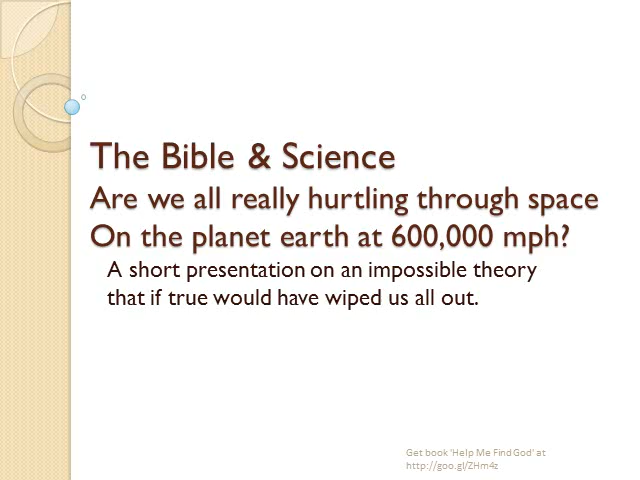 The Bible & Science
Are we all really hurtling through space
On the planet earth at 600,000 mph?
A short presentation on an impossible theory
that if true would have wiped us all out.
Get book 'Help Me Find God' at
http://goo.gl/ZHm4z